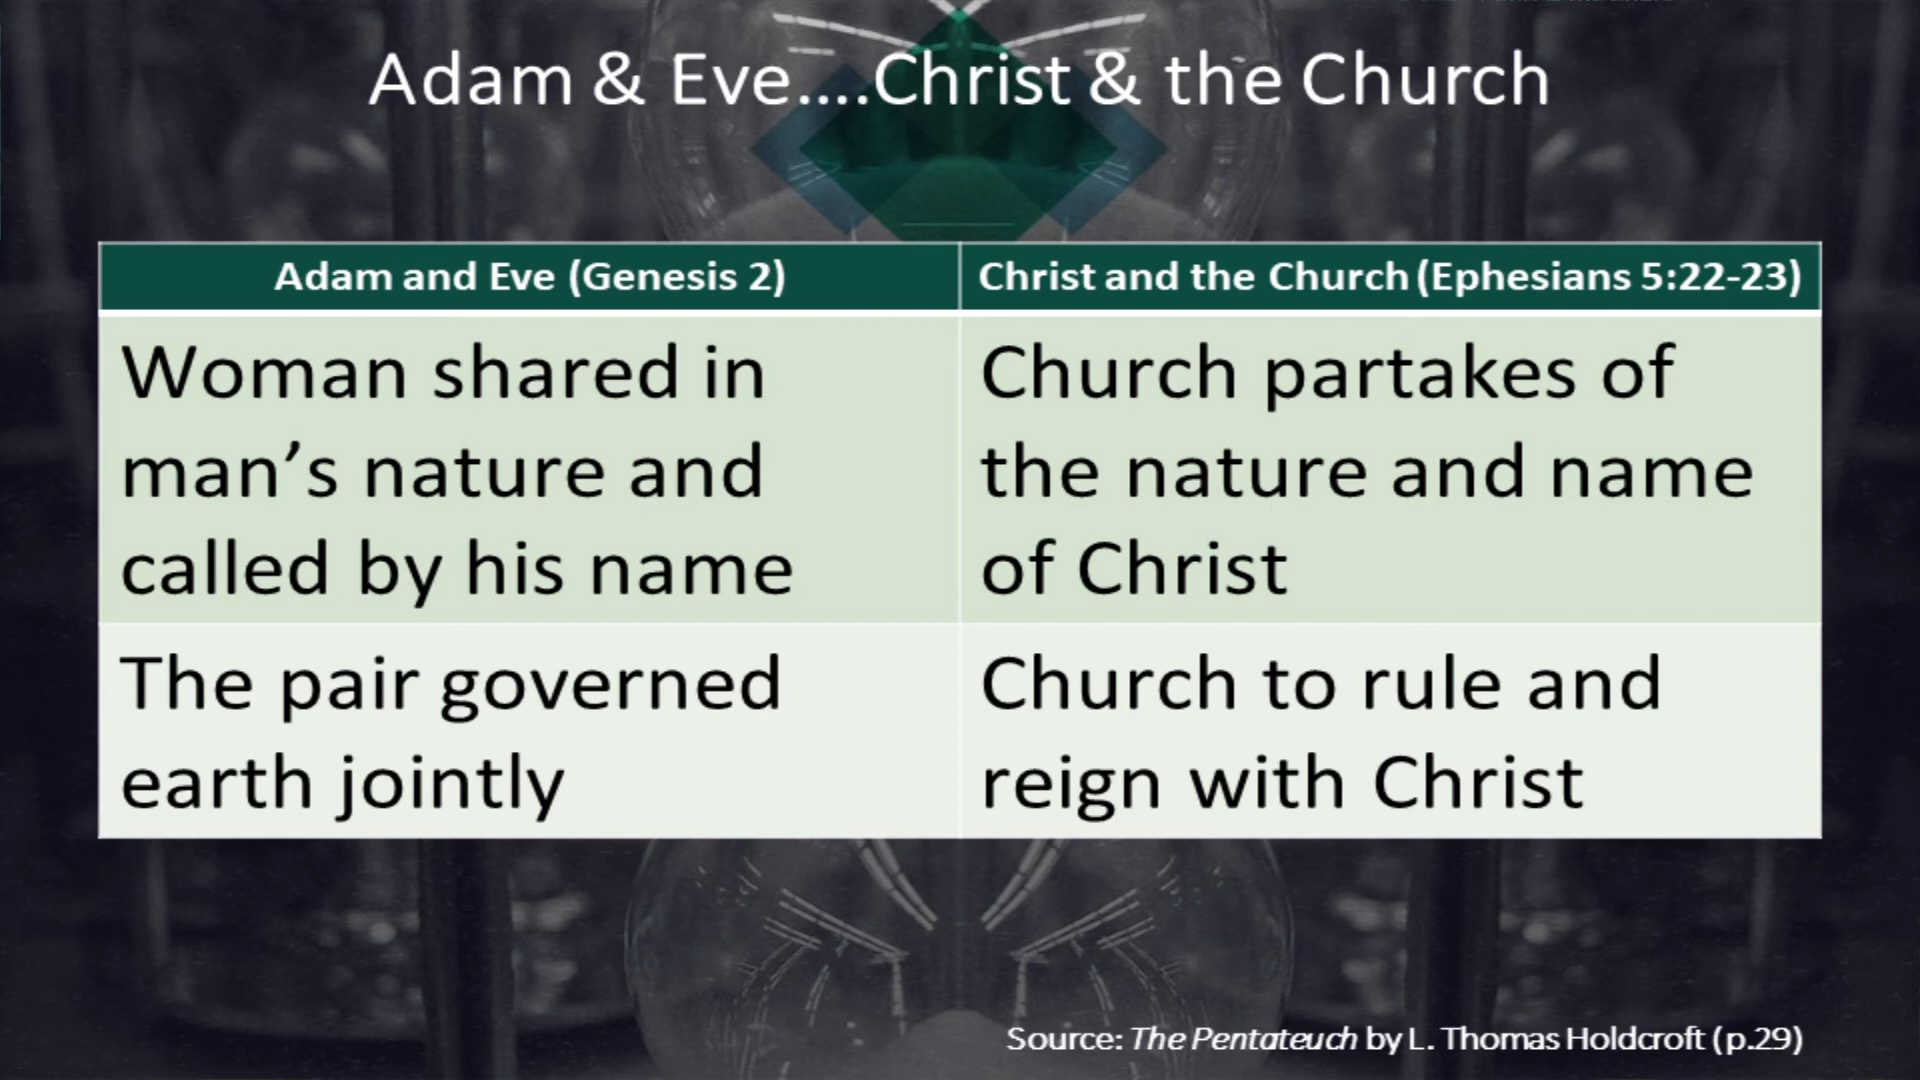 Adam & Eve....Christ & the Church
Adam and Eve (Genesis 2)
Christ and the Church (Ephesians 5:22-23)
Woman shared in
man’s nature and
called by his name
Church partakes of
the nature and name
of Christ
The pair governed
earth jointly
Church to rule and
reign with Christ
Source: The Pentateuch by L. Thomas Holdcroft (p.29)